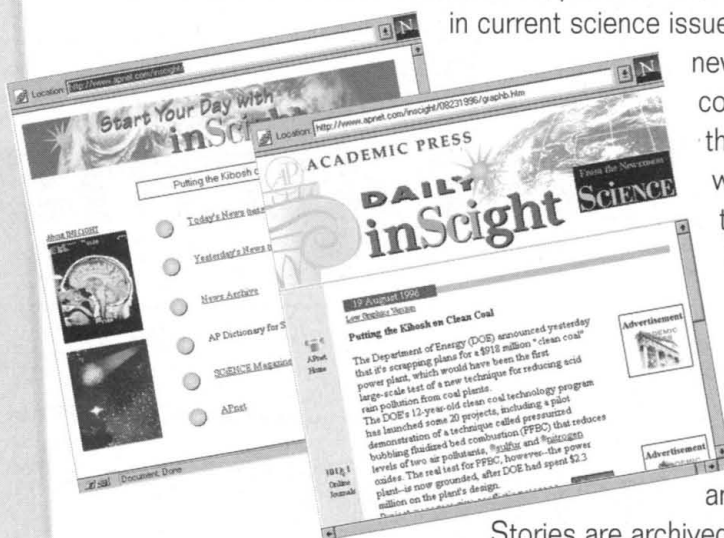 in current science issue
new
co
th
w
t
ar
Stories are archived
Location: http://www.apnet.com/inscight/
Start Your Day with
inSci
Putting the Kibosh o
About INSCIGHT
Today's News
Yesterday's News
News Archive
AP Dictionary for S
SCIENCE Magazine
APnet
Document: Done
N
Location: http://www.apnet.com/inscight/08231996/graphb.htm
N
AP
ACADEMIC PRESS
DAILY
inScight
From the Newsroom
SCIENCE
19 August 1996
Low Graphics Version
Putting the Kibosh on Clean Coal
The Department of Energy (DOE) announced yesterday
that it's scrapping plans for a $918 million "clean coal"
power plant, which would have been the first
large-scale test of a new technique for reducing acid
rain pollution from coal plants.
The DOE's 12-year-old clean coal technology program
has launched some 20 projects, including a pilot
demonstration of a technique called pressurized
bubbling fluidized bed combustion (PFBC) that reduces
levels of two air pollutants, sulfur and nitrogen
oxides. The real test for PFBC, however--the power
plant--is now grounded, after DOE had spent $2.3
million on the plant's design.
APnet
Home
Online
Journals
Advertisement
Advertisement